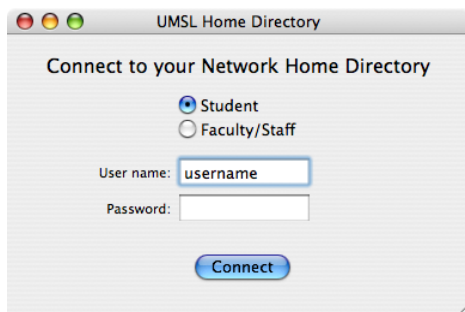 UMSL Home Directory
Connect to your Network Home Directory
Student
Faculty/Staff
User name: username
Password:
Connect